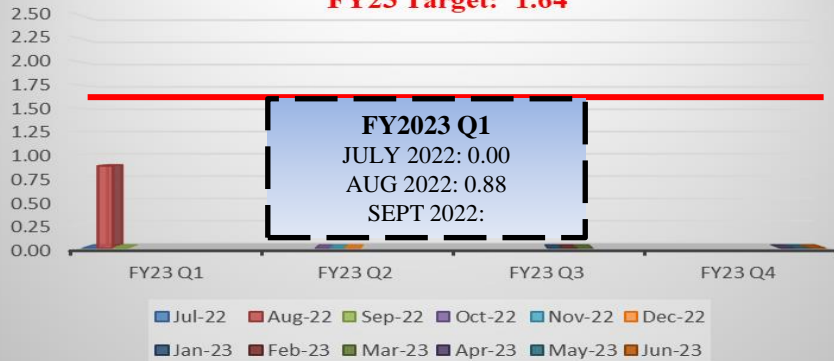 FY23 Target: 1.64
2.50
2.25
2.00
1.75
1.50
1.25
1.00
0.75
0.50
0.25
0.00
FY2023 Q1
JULY 2022: 0.00
AUG 2022: 0.88
SEPT 2022:
FY23 Q1 FY23 Q2 FY23 Q3 FY23 Q4
Jul-22 Aug-22 Sep-22 Oct-22 Nov-22 Dec-22
Jan-23 Feb-23 Mar-23 Apr-23 May-23 Jun-23